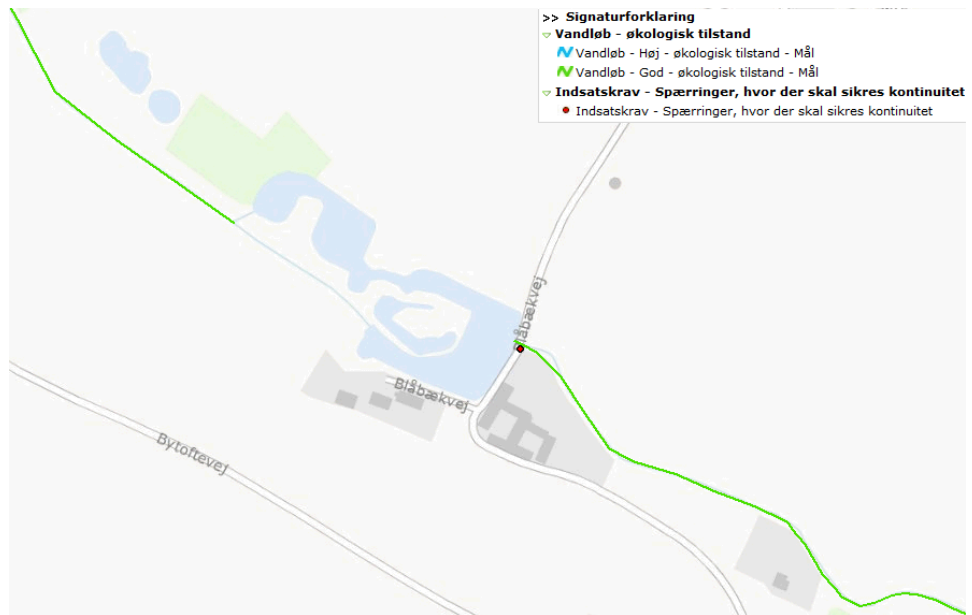 >> Signaturforklaring
Vandløb - økologisk tilstand
Vandløb - Høj - økologisk tilstand - Mål
Vandløb - God - økologisk tilstand - Mål
Indsatskrav - Spærringer, hvor der skal sikres kontinuitet
Indsatskrav - Spærringer, hvor der skal sikres kontinuitet
Blåbækvej
Blåbækvej
Bytoftevej